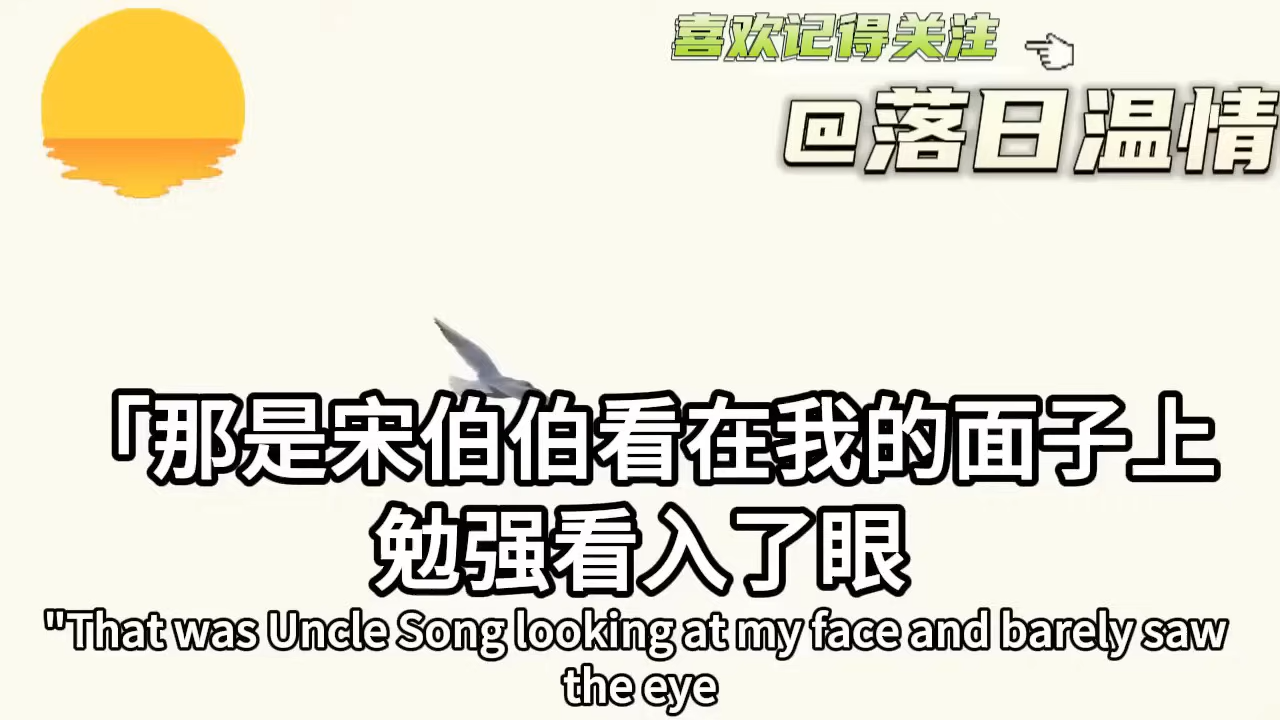 喜欢记得关注
@落日温情
「那是宋伯伯看在我的面子上
勉强看入了眼
"That was Uncle Song looking at my face and barely saw
the eye